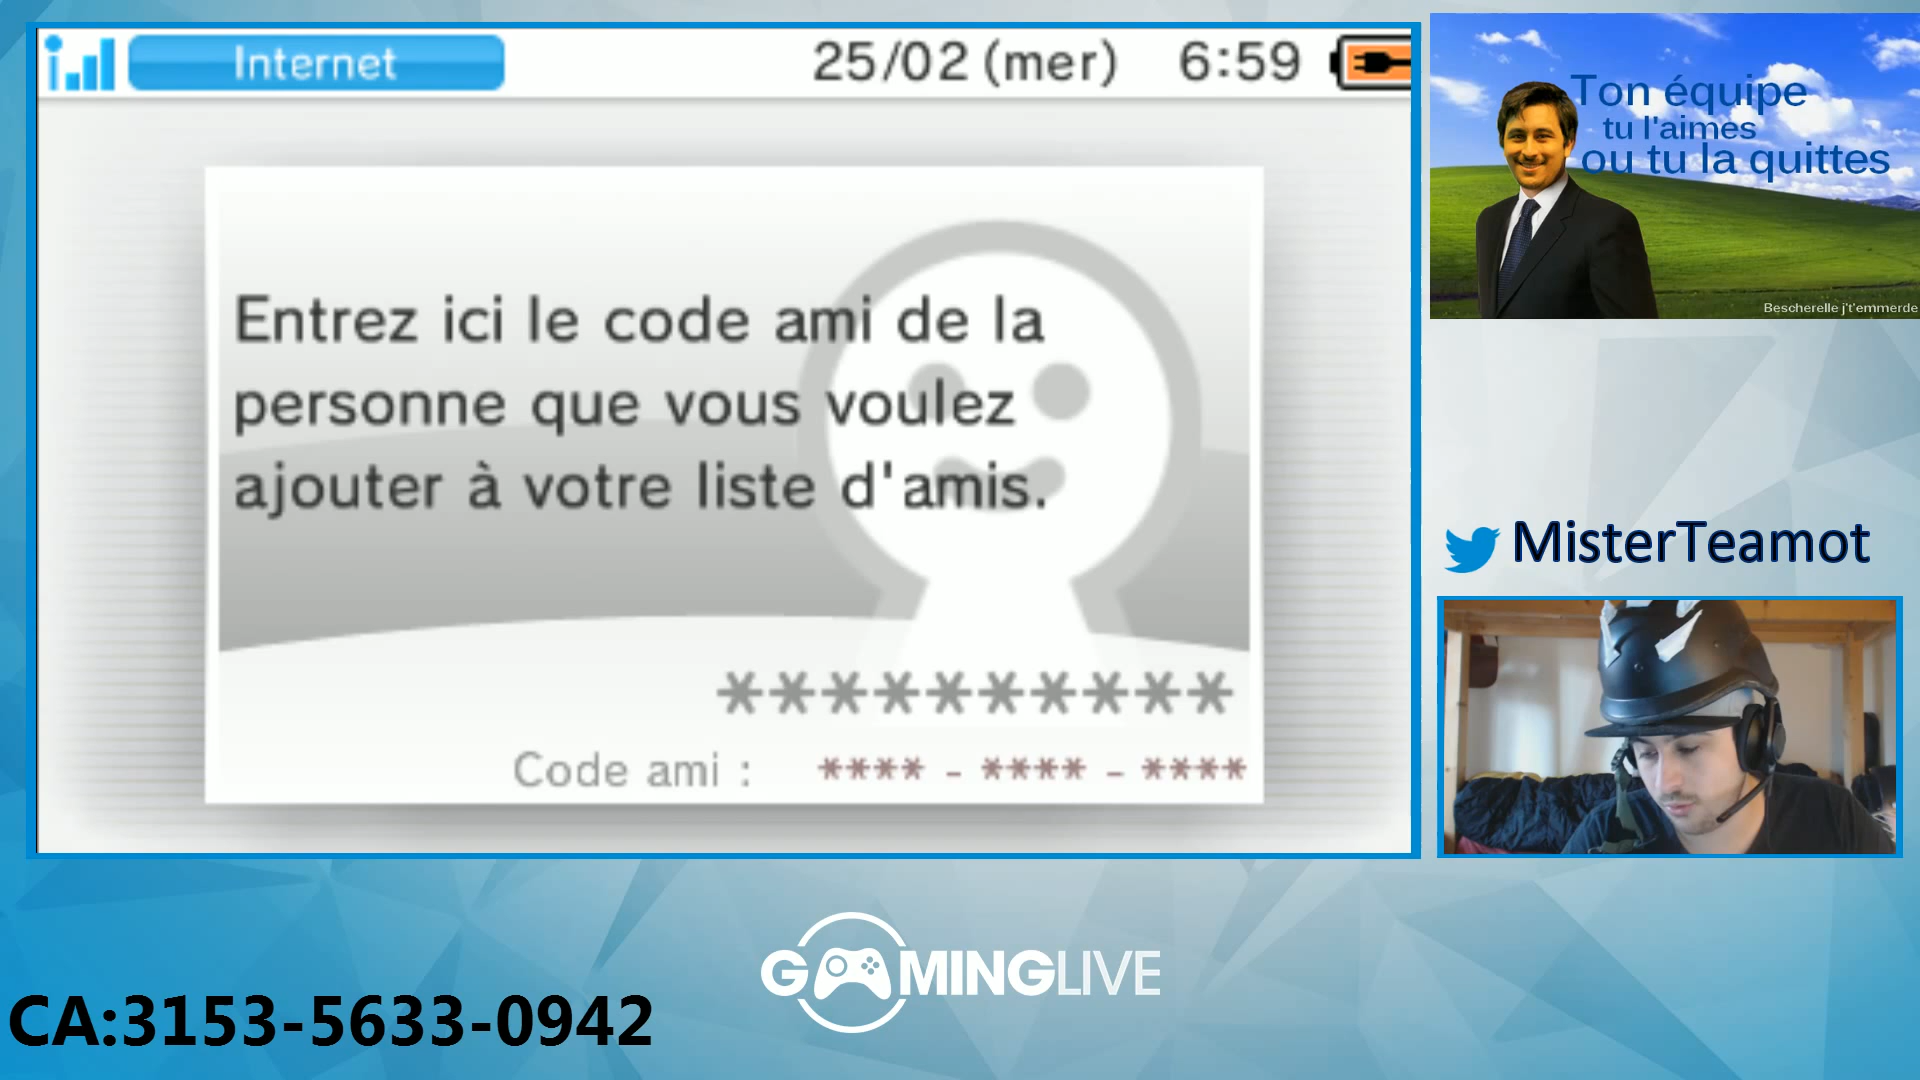 Internet
25/02 (mer) 6:59
Entrez ici le code ami de la
personne que vous voulez
ajouter à votre liste d'amis.
**********
Code ami : **** - **** - ****
Ton équipe
tu l'aimes
ou tu la quittes
Bescherelle j't'emmerde
MisterTeamot
GAMINGLIVE
CA:3153-5633-0942